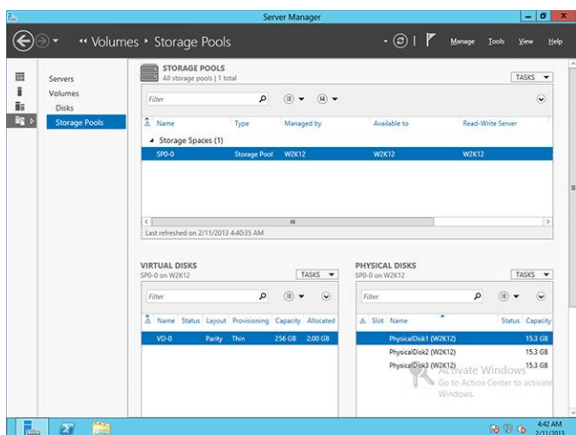 Server Manager
Volumes ▸ Storage Pools
Manage Tools View Help
Servers
Volumes
Disks
Storage Pools
STORAGE POOLS
All storage pools | 1 total
TASKS
Filter
Name Type Managed by Available to Read-Write Server
Storage Spaces (1)
SP0-0 Storage Pool W2K12 W2K12 W2K12
Last refreshed on 2/11/2013 4:40:35 AM
VIRTUAL DISKS
SP0-0 on W2K12
TASKS
Filter
Name Status Layout Provisioning Capacity Allocated
VD-0 Parity Thin 256 GB 2.00 GB
PHYSICAL DISKS
SP0-0 on W2K12
TASKS
Filter
Slot Name Status Capacity
PhysicalDisk1 (W2K12) 15.3 GB
PhysicalDisk2 (W2K12) 15.3 GB
PhysicalDisk3 (W2K12) 15.3 GB
Activate Windows
Go to Action Center to activate
Windows.
4:42 AM
2/11/2013